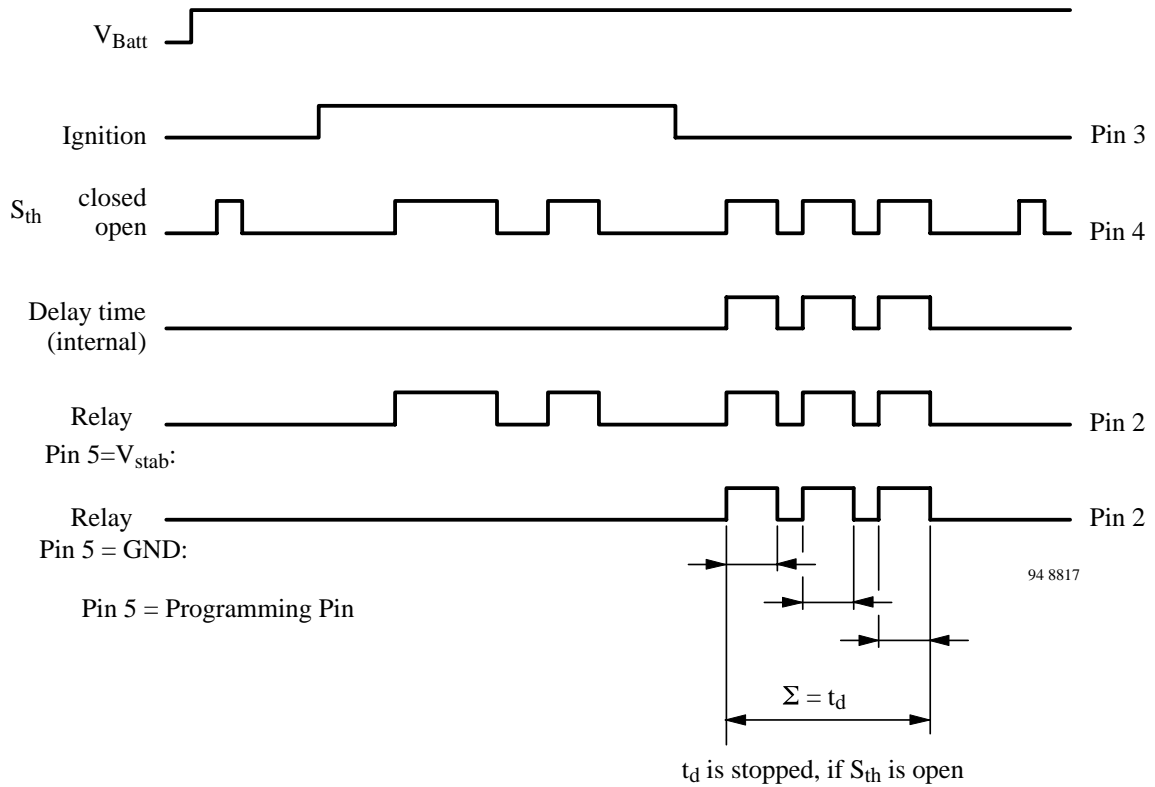 V_Batt
Ignition Pin 3
S_th closed
open Pin 4
Delay time
(internal)
Relay Pin 2
Pin 5=V_stab:
Relay Pin 2
Pin 5 = GND:
94 8817
Pin 5 = Programming Pin
Σ = t_d
t_d is stopped, if S_th is open